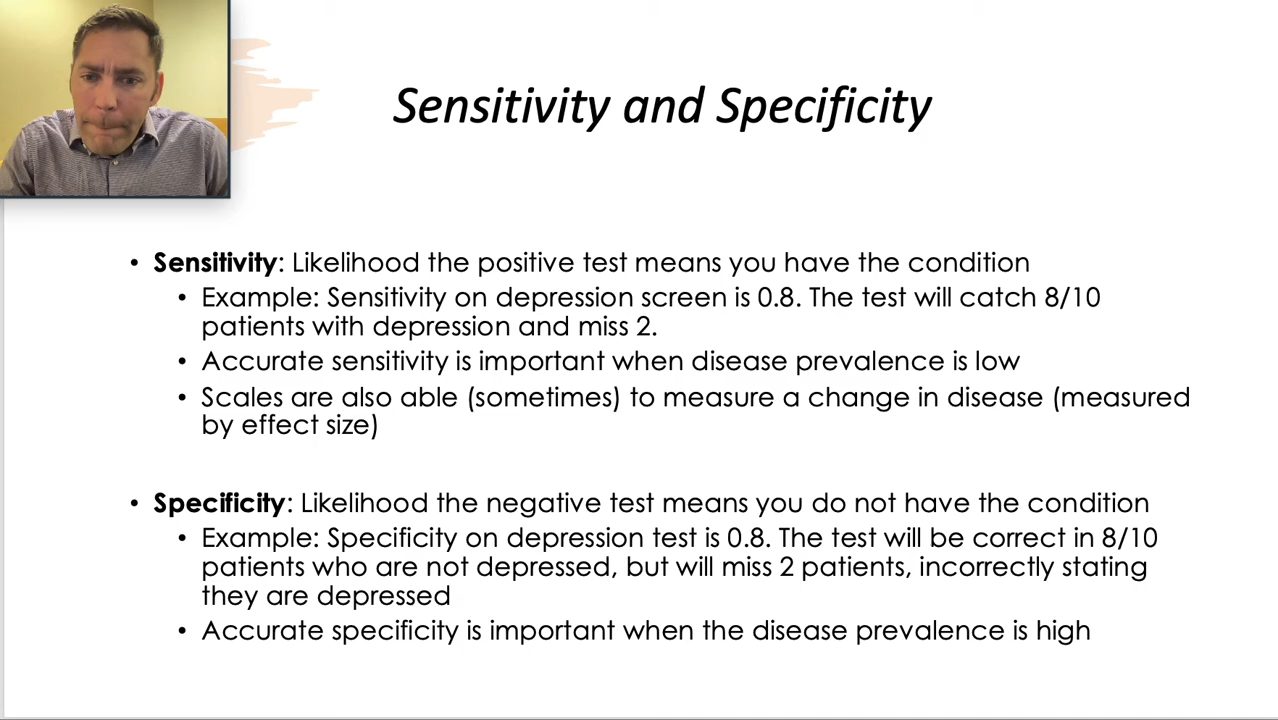 Sensitivity and Specificity
• Sensitivity: Likelihood the positive test means you have the condition
• Example: Sensitivity on depression screen is 0.8. The test will catch 8/10
patients with depression and miss 2.
• Accurate sensitivity is important when disease prevalence is low
• Scales are also able (sometimes) to measure a change in disease (measured
by effect size)
• Specificity: Likelihood the negative test means you do not have the condition
• Example: Specificity on depression test is 0.8. The test will be correct in 8/10
patients who are not depressed, but will miss 2 patients, incorrectly stating
they are depressed
• Accurate specificity is important when the disease prevalence is high